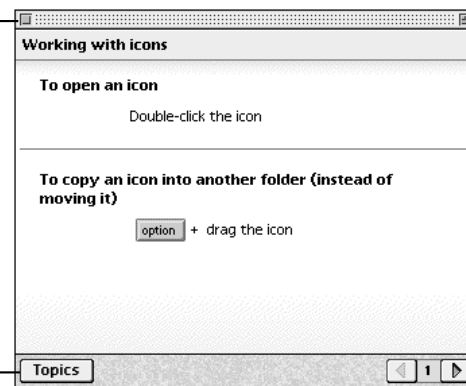 Working with icons
To open an icon
Double-click the icon
To copy an icon into another folder (instead of
moving it)
option + drag the icon
Topics 1